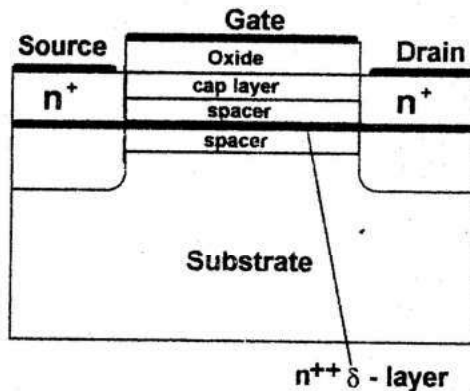 Gate
Source
Drain
Oxide
cap layer
n+
spacer
n+
spacer
Substrate
n++ δ - layer